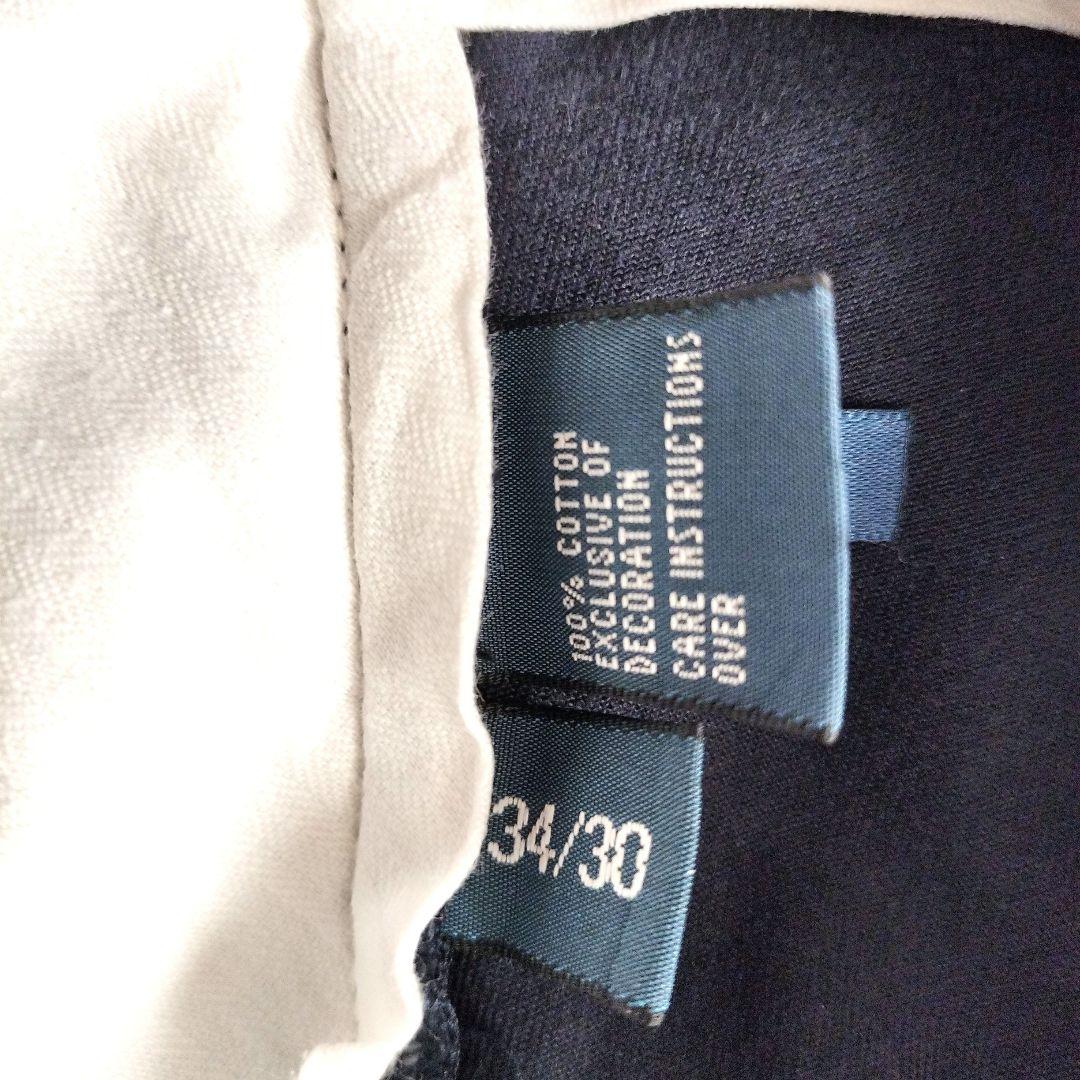 100% COTTON
EXCLUSIVE OF
DECORATION
CARE INSTRUCTIONS
OVER
34/30